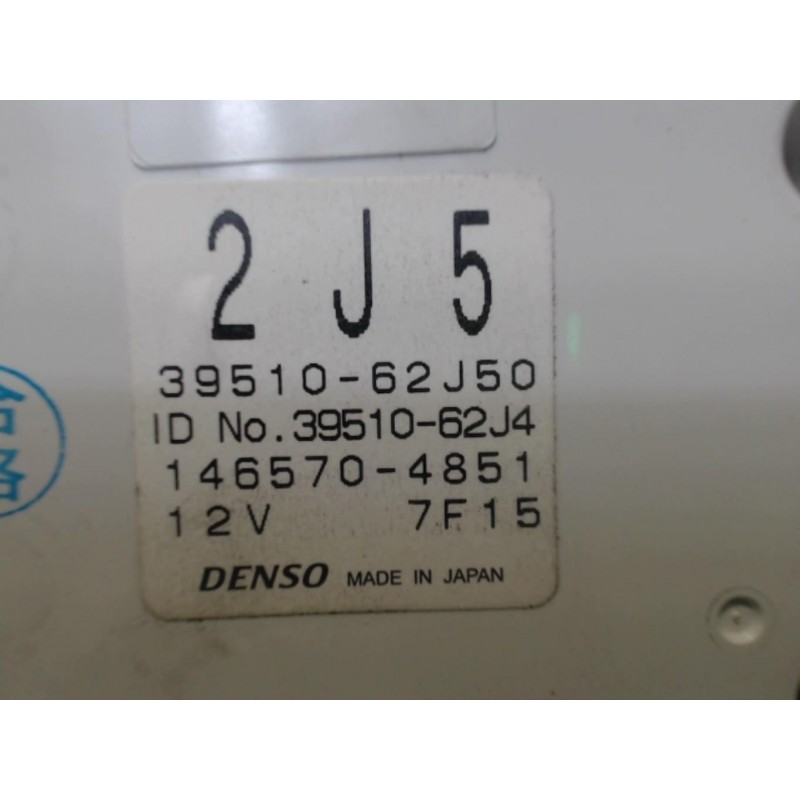 2 J 5
39510-62J50
ID No.39510-62J4
146570-4851
12V 7F15
DENSO MADE IN JAPAN